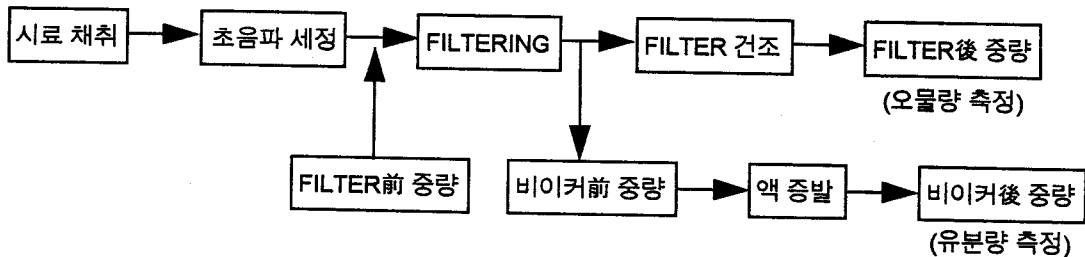 시료 채취
초음파 세정
FILTERING
FILTER 건조
FILTER後 중량
(오물량 측정)
FILTER前 중량
비이커前 중량
액 증발
비이커後 중량
(유분량 측정)